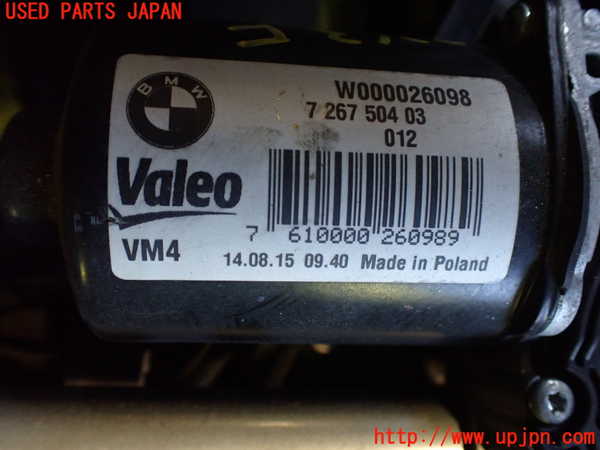 USED PARTS JAPAN
BMW
W000026098
7 267 504 03
012
Valeo
7 610000 260989
VM4
14.08.15 09.40 Made in Poland
http://www.upjpn.com/